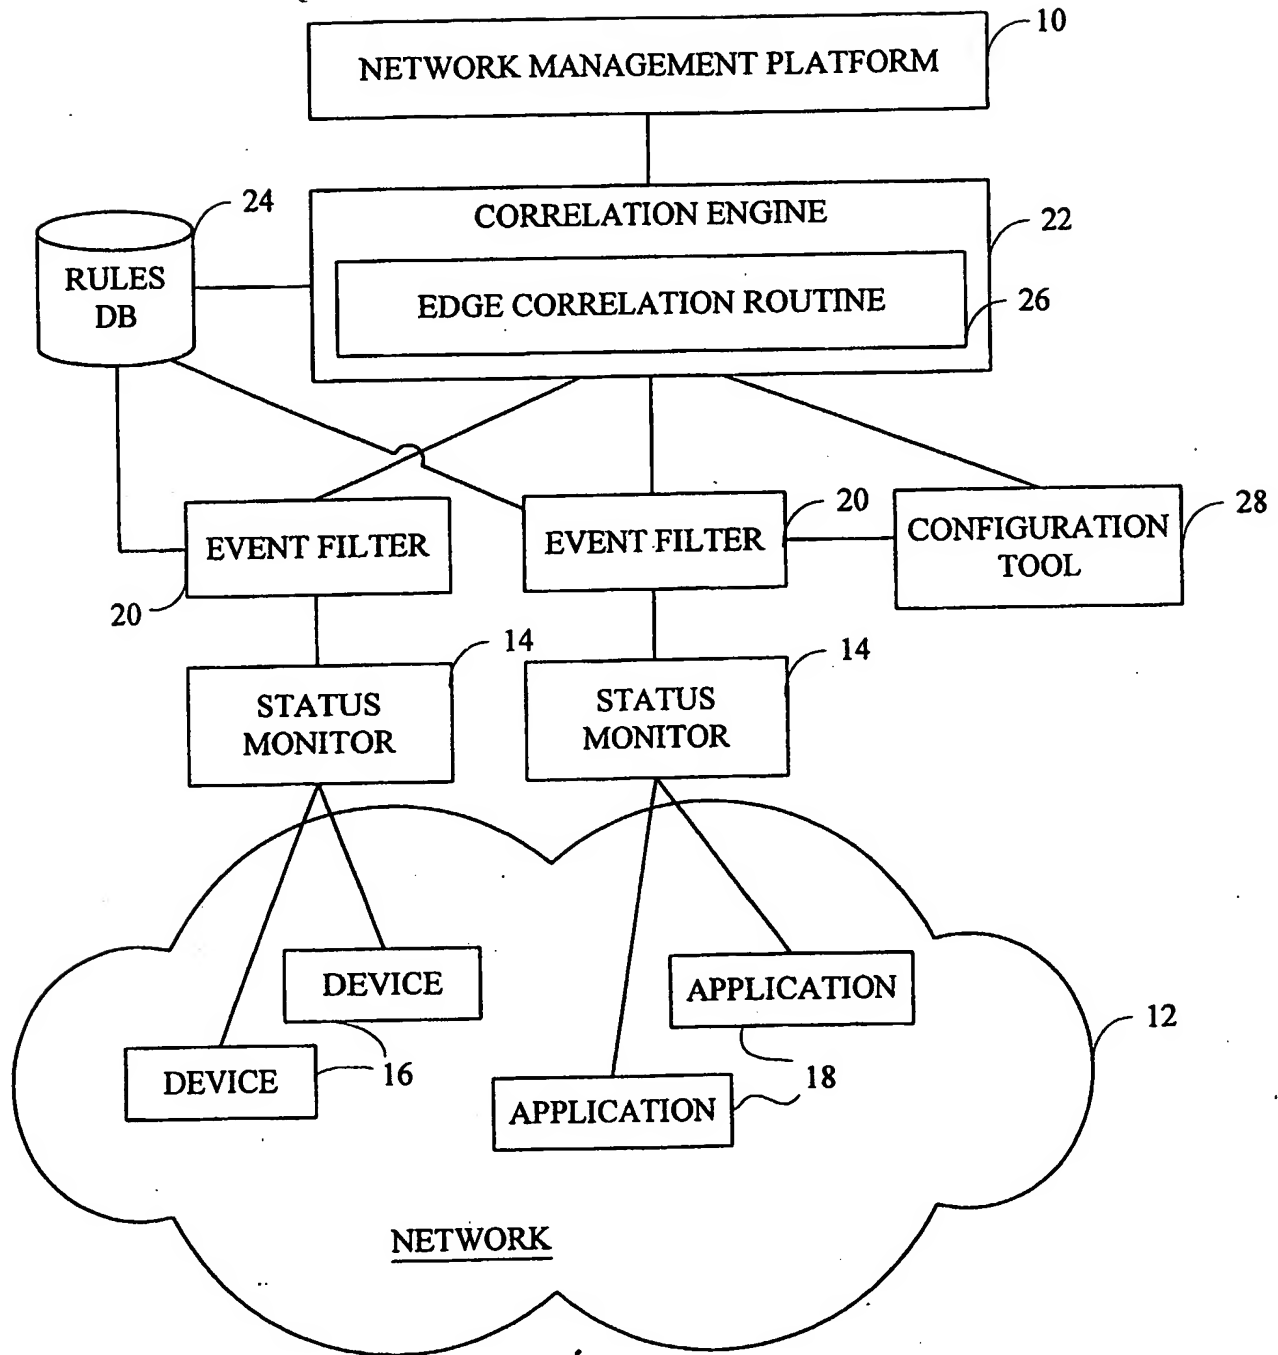 10
NETWORK MANAGEMENT PLATFORM
24
CORRELATION ENGINE
22
RULES
DB
EDGE CORRELATION ROUTINE
26
20
EVENT FILTER
EVENT FILTER
CONFIGURATION
TOOL
28
20
14
14
STATUS
MONITOR
STATUS
MONITOR
DEVICE
APPLICATION
12
DEVICE
16
APPLICATION
18
NETWORK